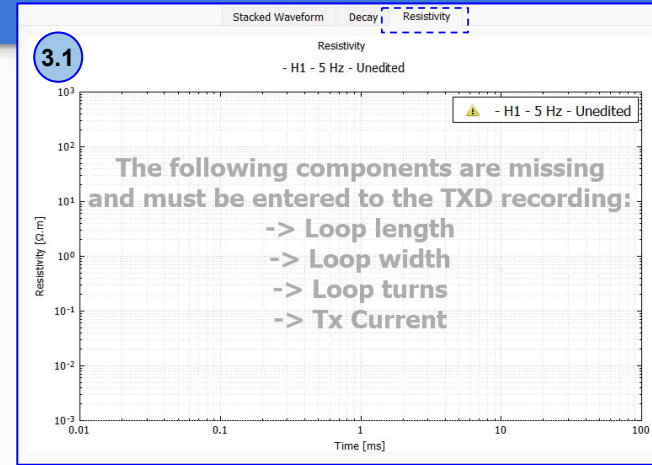 Stacked Waveform Decay Resistivity
3.1
Resistivity
- H1 - 5 Hz - Unedited
- H1 - 5 Hz - Unedited
The following components are missing
and must be entered to the TXD recording:
-> Loop length
-> Loop width
-> Loop turns
-> Tx Current
Resistivity [Ω.m]
10³
10²
10¹
10⁰
10⁻¹
10⁻²
10⁻³
0.01 0.1 1 10 100
Time [ms]